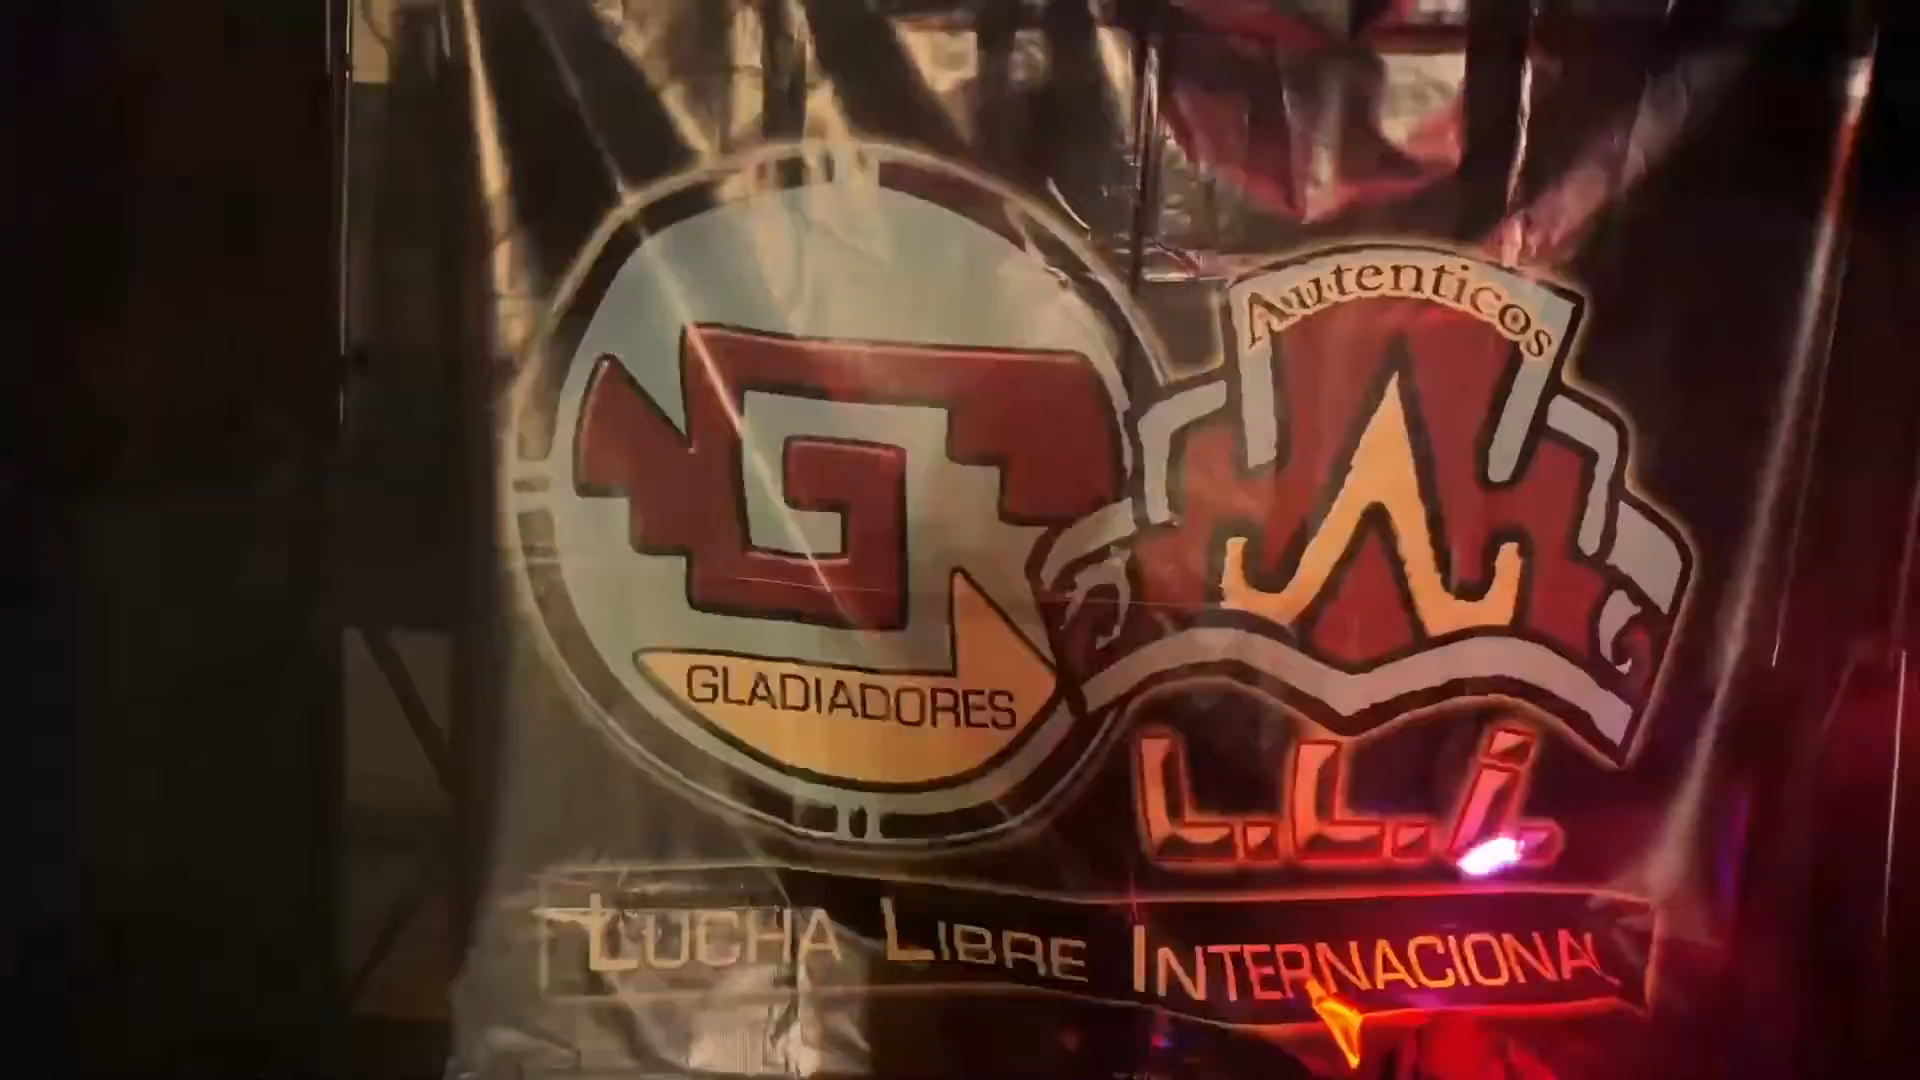 Autenticos
G
GLADIADORES
L.L.i.
LUCHA LIBRE INTERNACIONAL